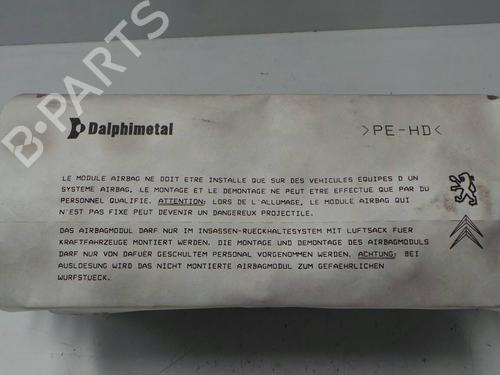 Dalphimetal
>PE-HD<
LE MODULE AIRBAG NE DOIT ETRE INSTALLE QUE SUR DES VEHICULES EQUIPES D UN
SYSTEME AIRBAG. LE MONTAGE ET LE DEMONTAGE NE PEUT ETRE EFFECTUE QUE PAR DU
PERSONNEL QUALIFIE. ATTENTION: LORS DE L'ALLUMAGE, LE MODULE AIRBAG QUI
N'EST PAS FIXE PEUT DEVENIR UN DANGEREUX PROJECTILE.
DAS AIRBAGMODUL DARF NUR IM INSASSEN-RUECKHALTESYSTEM MIT LUFTSACK FUER
KRAFTFAHRZEUGE MONTIERT WERDEN. DIE MONTAGE UND DEMONTAGE DES AIRBAGMODULS
DARF NUR VON DAFUER GESCHULTEM PERSONAL VORGENOMMEN WERDEN. ACHTUNG: BEI
AUSLOESUNG WIRD DAS NICHT MONTIERTE AIRBAGMODUL ZUM GEFAEHRLICHEN
WURFSTUECK.
B-PARTS